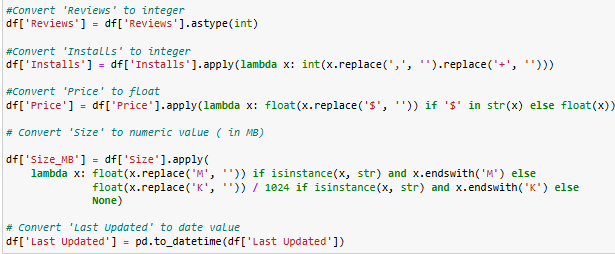 #Convert 'Reviews' to integer
df['Reviews'] = df['Reviews'].astype(int)
#Convert 'Installs' to integer
df['Installs'] = df['Installs'].apply(lambda x: int(x.replace(',', '').replace('+', '')))
#Convert 'Price' to float
df['Price'] = df['Price'].apply(lambda x: float(x.replace('$', '')) if '$' in str(x) else float(x))
# Convert 'Size' to numeric value ( in MB)
df['Size_MB'] = df['Size'].apply(
    lambda x: float(x.replace('M', '')) if isinstance(x, str) and x.endswith('M') else
              float(x.replace('K', '')) / 1024 if isinstance(x, str) and x.endswith('K') else
              None)
# Convert 'Last Updated' to date value
df['Last Updated'] = pd.to_datetime(df['Last Updated'])